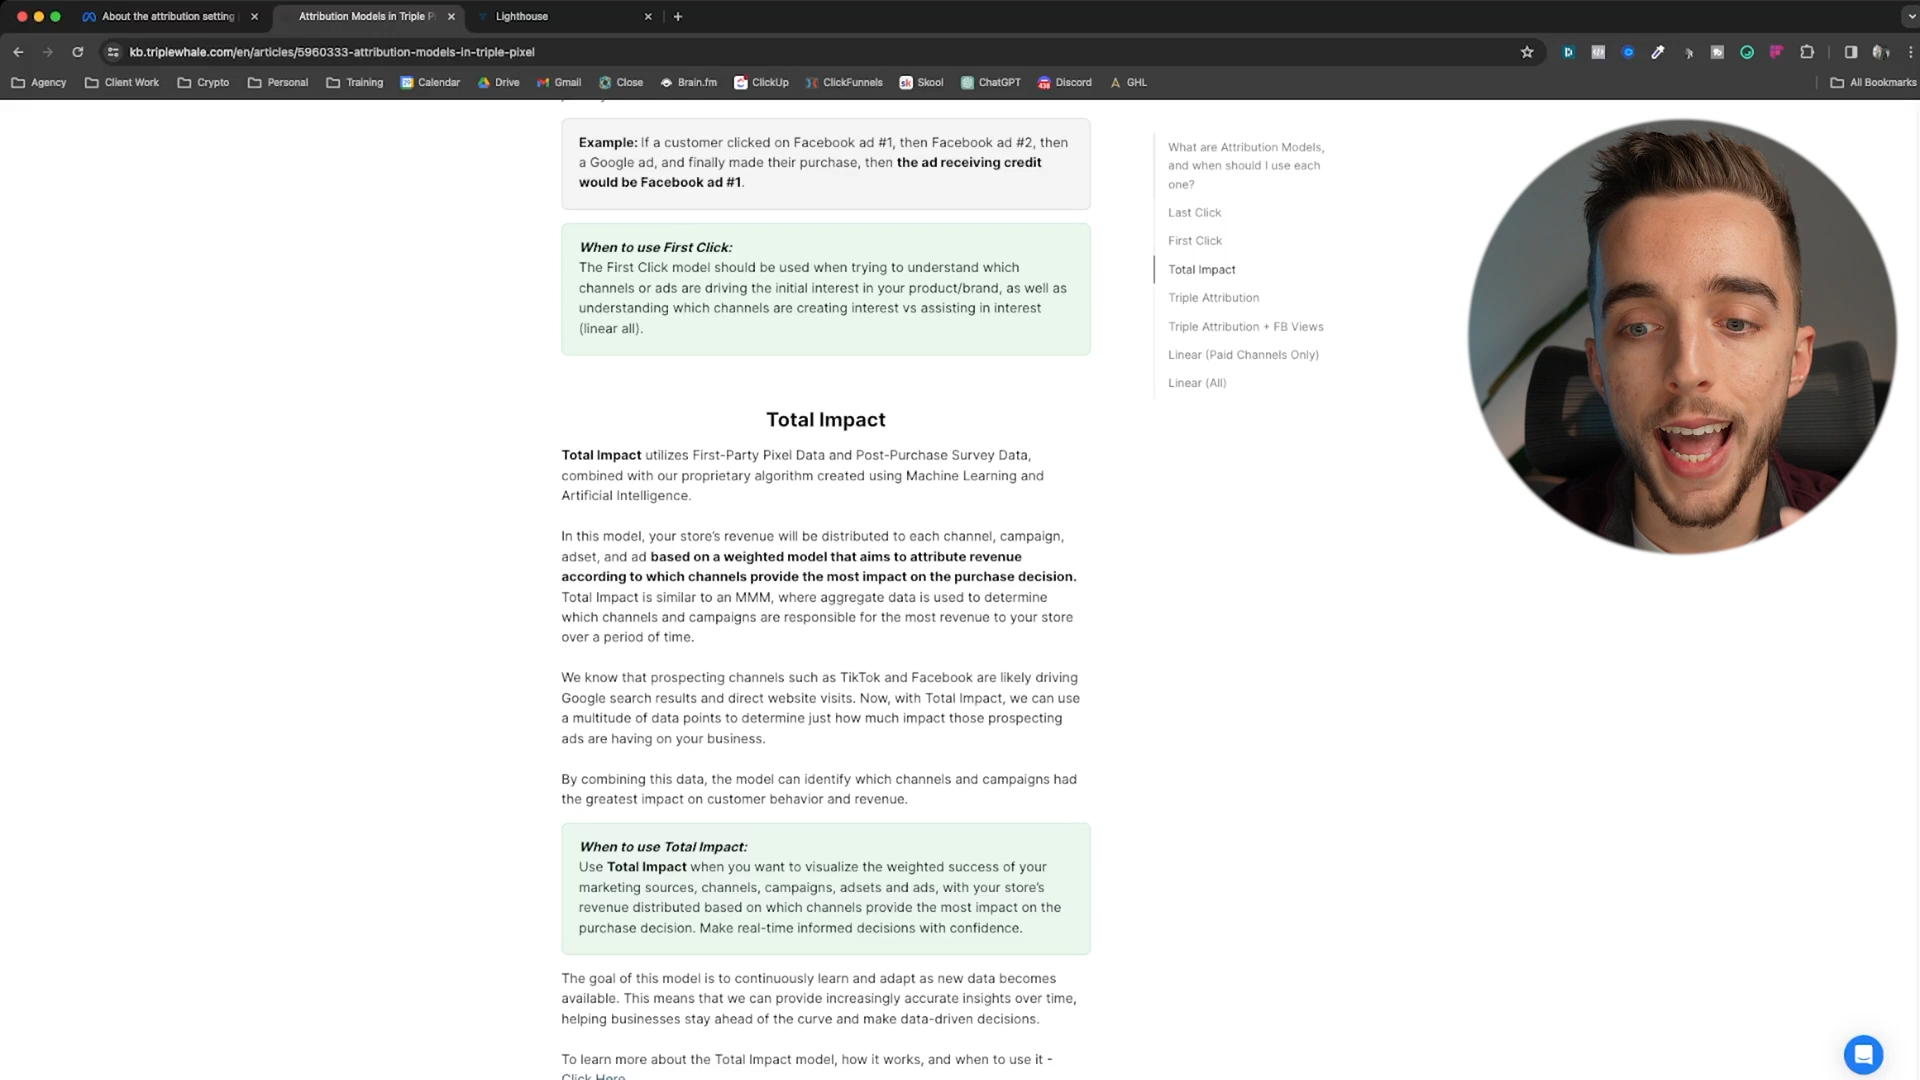 About the attribution setting
Attribution Models in Triple P
Lighthouse
kb.triplewhale.com/en/articles/5960333-attribution-models-in-triple-pixel
Agency
Client Work
Crypto
Personal
Training
Calendar
Drive
Gmail
Close
Brain.fm
ClickUp
sk Skool
ClickFunnels
ChatGPT
438 Discord
GHL
All Bookmarks
Example: If a customer clicked on Facebook ad #1, then Facebook ad #2, then
a Google ad, and finally made their purchase, then the ad receiving credit
would be Facebook ad #1.
When to use First Click:
The First Click model should be used when trying to understand which
channels or ads are driving the initial interest in your product/brand, as well as
understanding which channels are creating interest vs assisting in interest
(linear all).
Total Impact
Total Impact utilizes First-Party Pixel Data and Post-Purchase Survey Data,
combined with our proprietary algorithm created using Machine Learning and
Artificial Intelligence.
In this model, your store's revenue will be distributed to each channel, campaign,
adset, and ad based on a weighted model that aims to attribute revenue
according to which channels provide the most impact on the purchase decision.
Total Impact is similar to an MMM, where aggregate data is used to determine
which channels and campaigns are responsible for the most revenue to your store
over a period of time.
We know that prospecting channels such as TikTok and Facebook are likely driving
Google search results and direct website visits. Now, with Total Impact, we can use
a multitude of data points to determine just how much impact those prospecting
ads are having on your business.
By combining this data, the model can identify which channels and campaigns had
the greatest impact on customer behavior and revenue.
When to use Total Impact:
Use Total Impact when you want to visualize the weighted success of your
marketing sources, channels, campaigns, adsets and ads, with your store's
revenue distributed based on which channels provide the most impact on the
purchase decision. Make real-time informed decisions with confidence.
The goal of this model is to continuously learn and adapt as new data becomes
available. This means that we can provide increasingly accurate insights over time,
helping businesses stay ahead of the curve and make data-driven decisions.
To learn more about the Total Impact model, how it works, and when to use it -
Click Here
What are Attribution Models,
and when should I use each
one?
Last Click
First Click
Total Impact
Triple Attribution
Triple Attribution + FB Views
Linear (Paid Channels Only)
Linear (All)